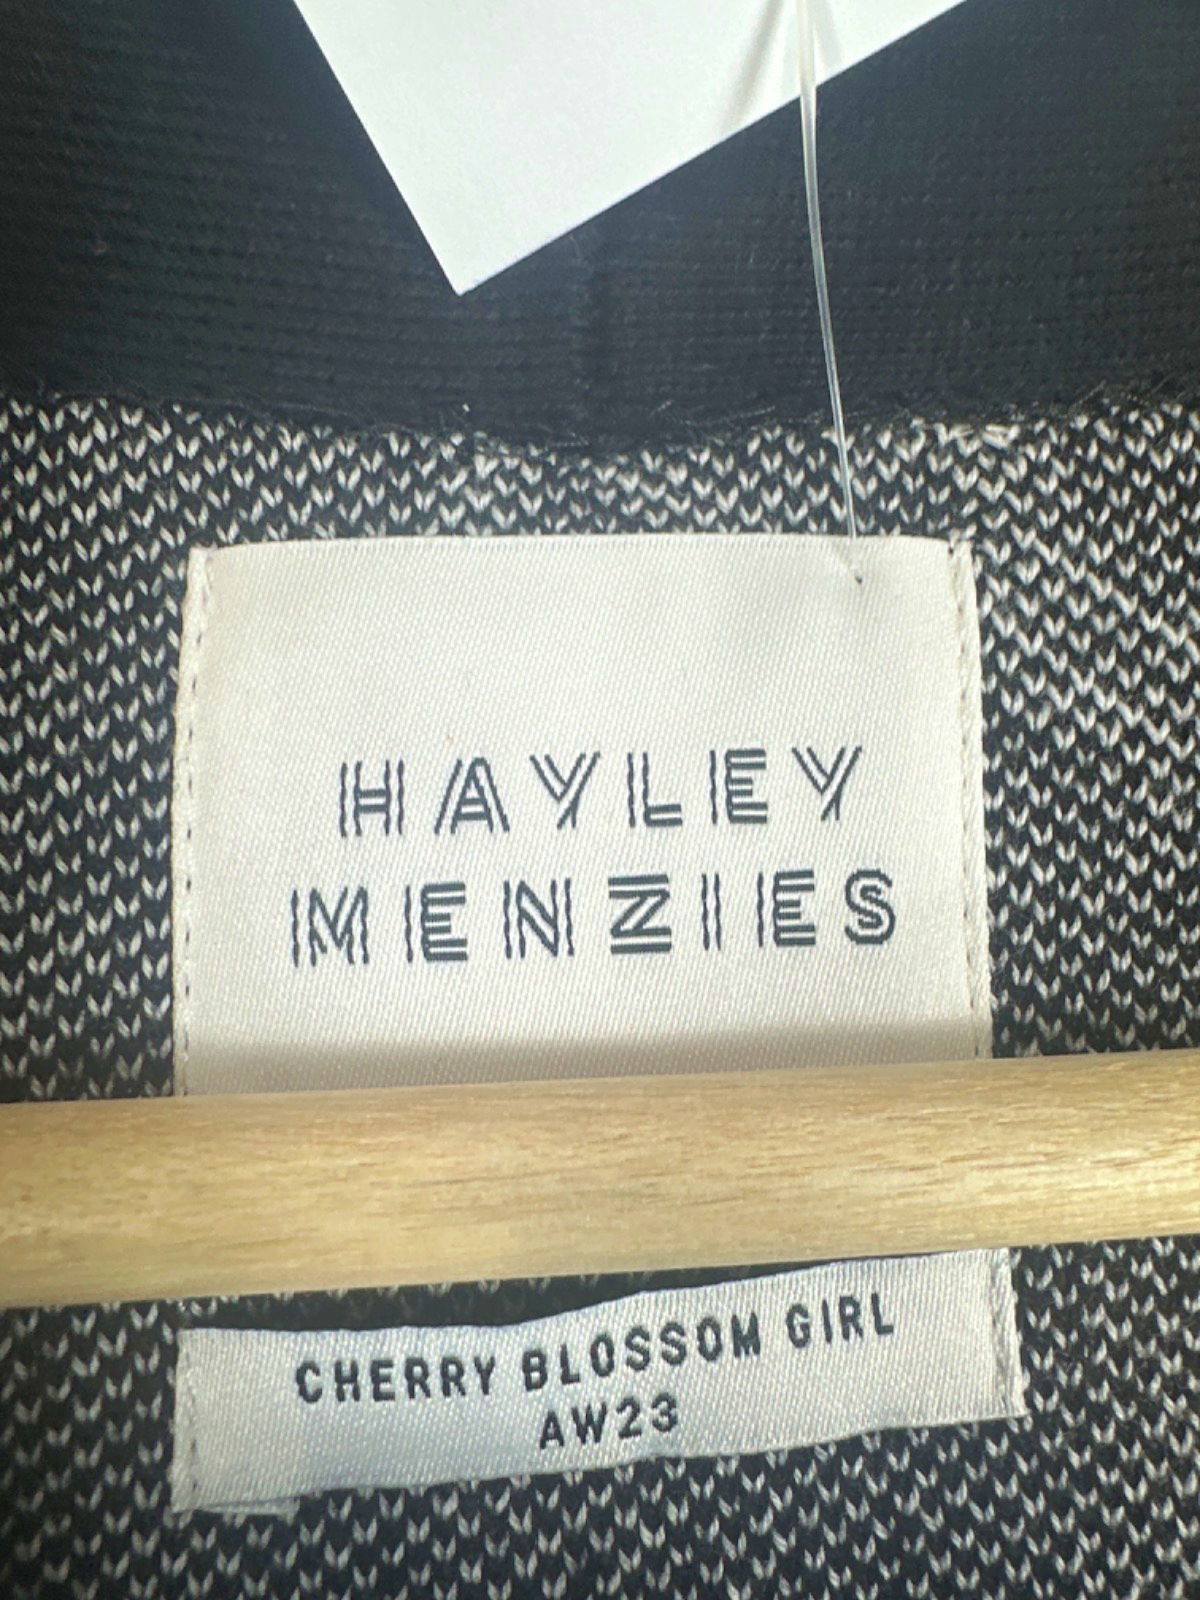 HAYLEY
MENZIES
CHERRY BLOSSOM GIRL
AW23